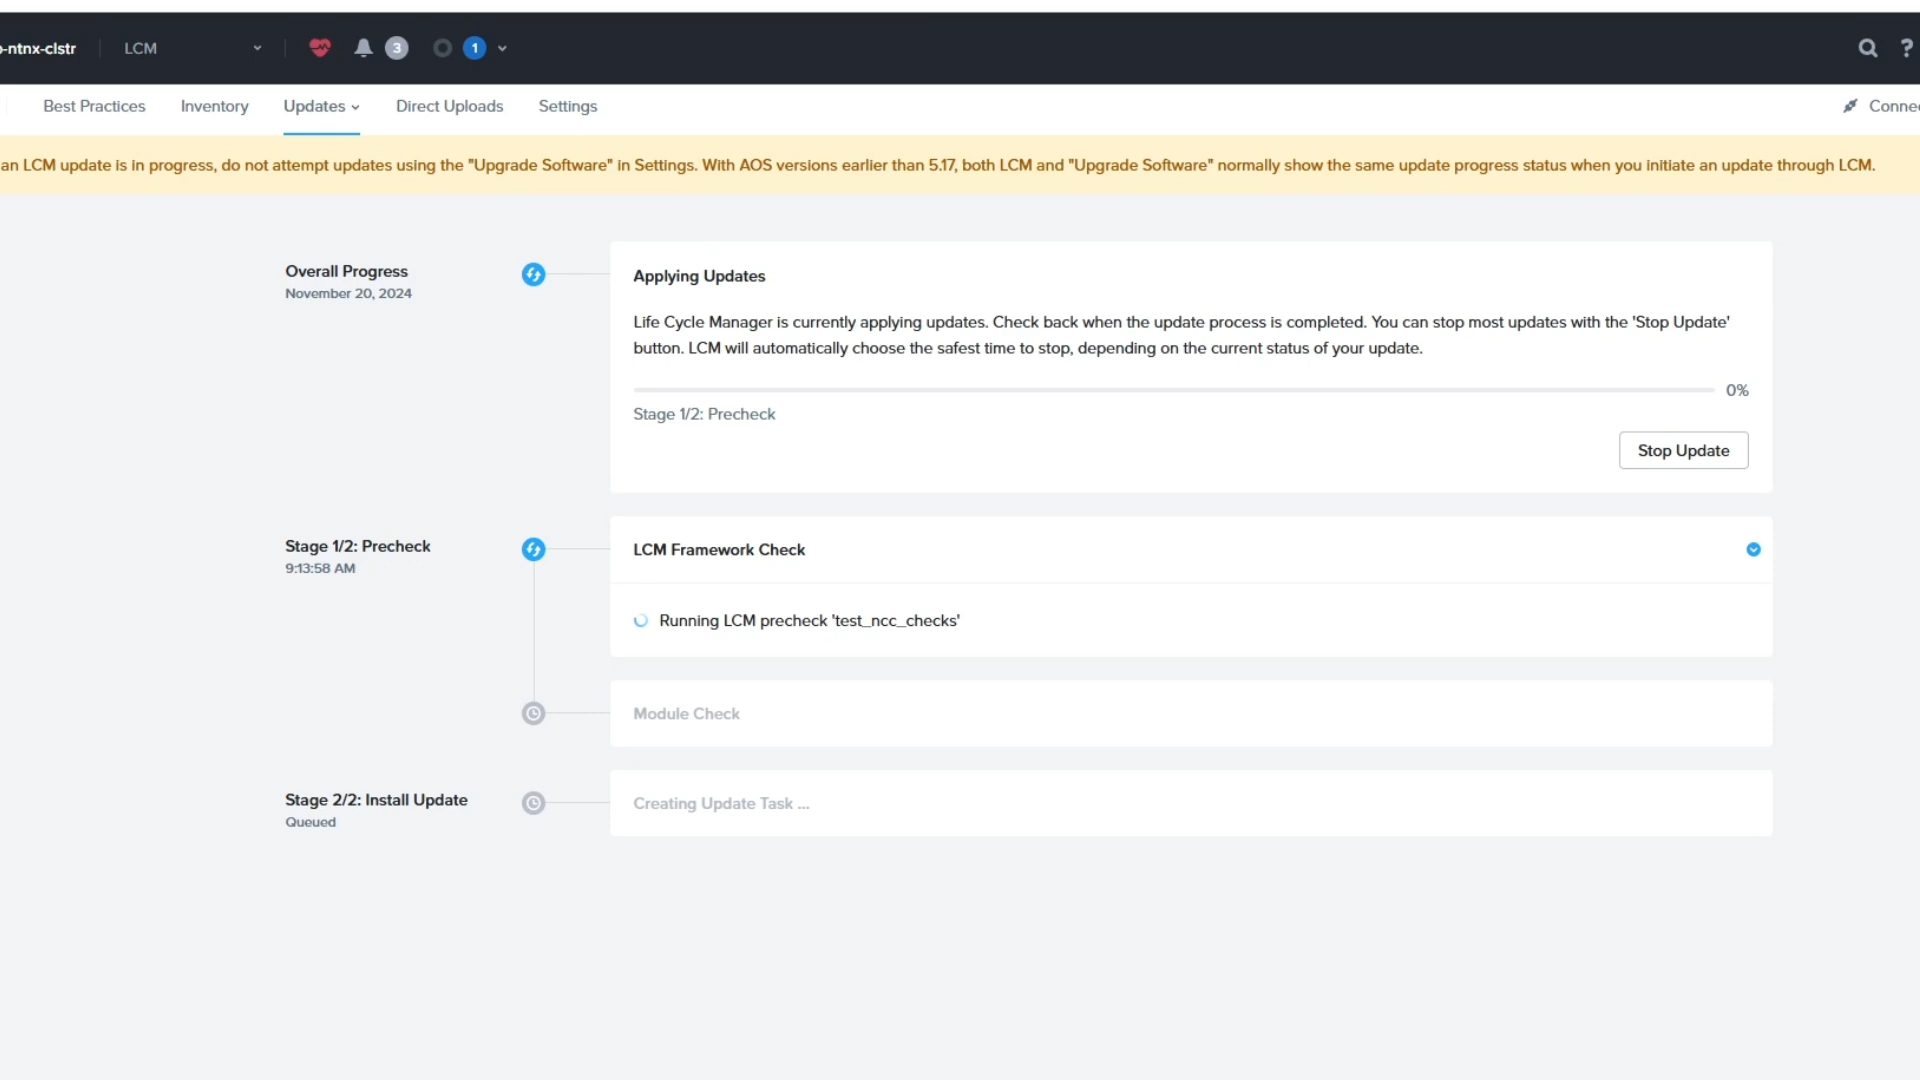 -ntnx-clstr LCM 3 1 ?
Best Practices Inventory Updates Direct Uploads Settings
an LCM update is in progress, do not attempt updates using the "Upgrade Software" in Settings. With AOS versions earlier than 5.17, both LCM and "Upgrade Software" normally show the same update progress status when you initiate an update through LCM.
Overall Progress
November 20, 2024
Applying Updates
Life Cycle Manager is currently applying updates. Check back when the update process is completed. You can stop most updates with the 'Stop Update'
button. LCM will automatically choose the safest time to stop, depending on the current status of your update.
0%
Stage 1/2: Precheck
Stop Update
Stage 1/2: Precheck
9:13:58 AM
LCM Framework Check
Running LCM precheck 'test_ncc_checks'
Module Check
Stage 2/2: Install Update
Queued
Creating Update Task ...